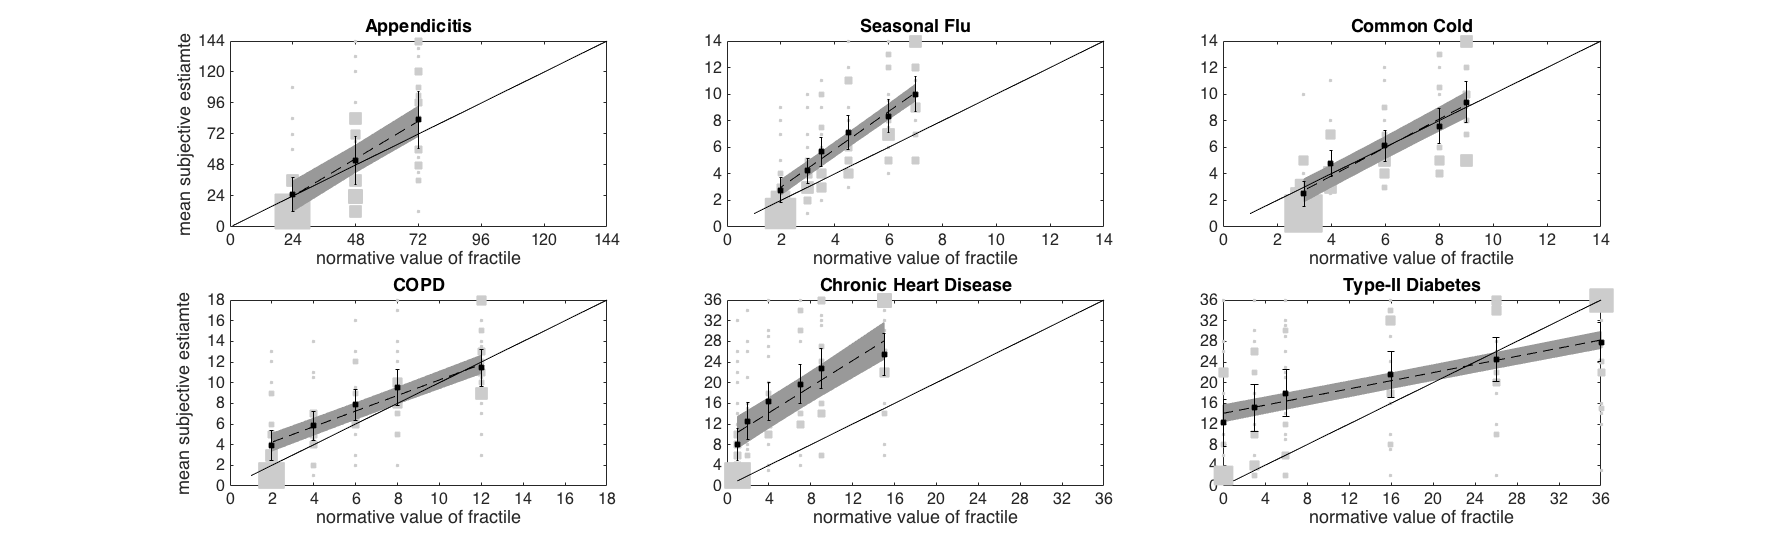 Appendicitis
144
120
96
72
48
24
0
mean subjective estiamte
0 24 48 72 96 120 144
normative value of fractile
Seasonal Flu
14
12
10
8
6
4
2
0
0 2 4 6 8 10 12 14
normative value of fractile
Common Cold
14
12
10
8
6
4
2
0
0 2 4 6 8 10 12 14
normative value of fractile
COPD
18
16
14
12
10
8
6
4
2
0
mean subjective estiamte
0 2 4 6 8 10 12 14 16 18
normative value of fractile
Chronic Heart Disease
36
32
28
24
20
16
12
8
4
0
0 4 8 12 16 20 24 28 32 36
normative value of fractile
Type-II Diabetes
36
32
28
24
20
16
12
8
4
0
0 4 8 12 16 20 24 28 32 36
normative value of fractile